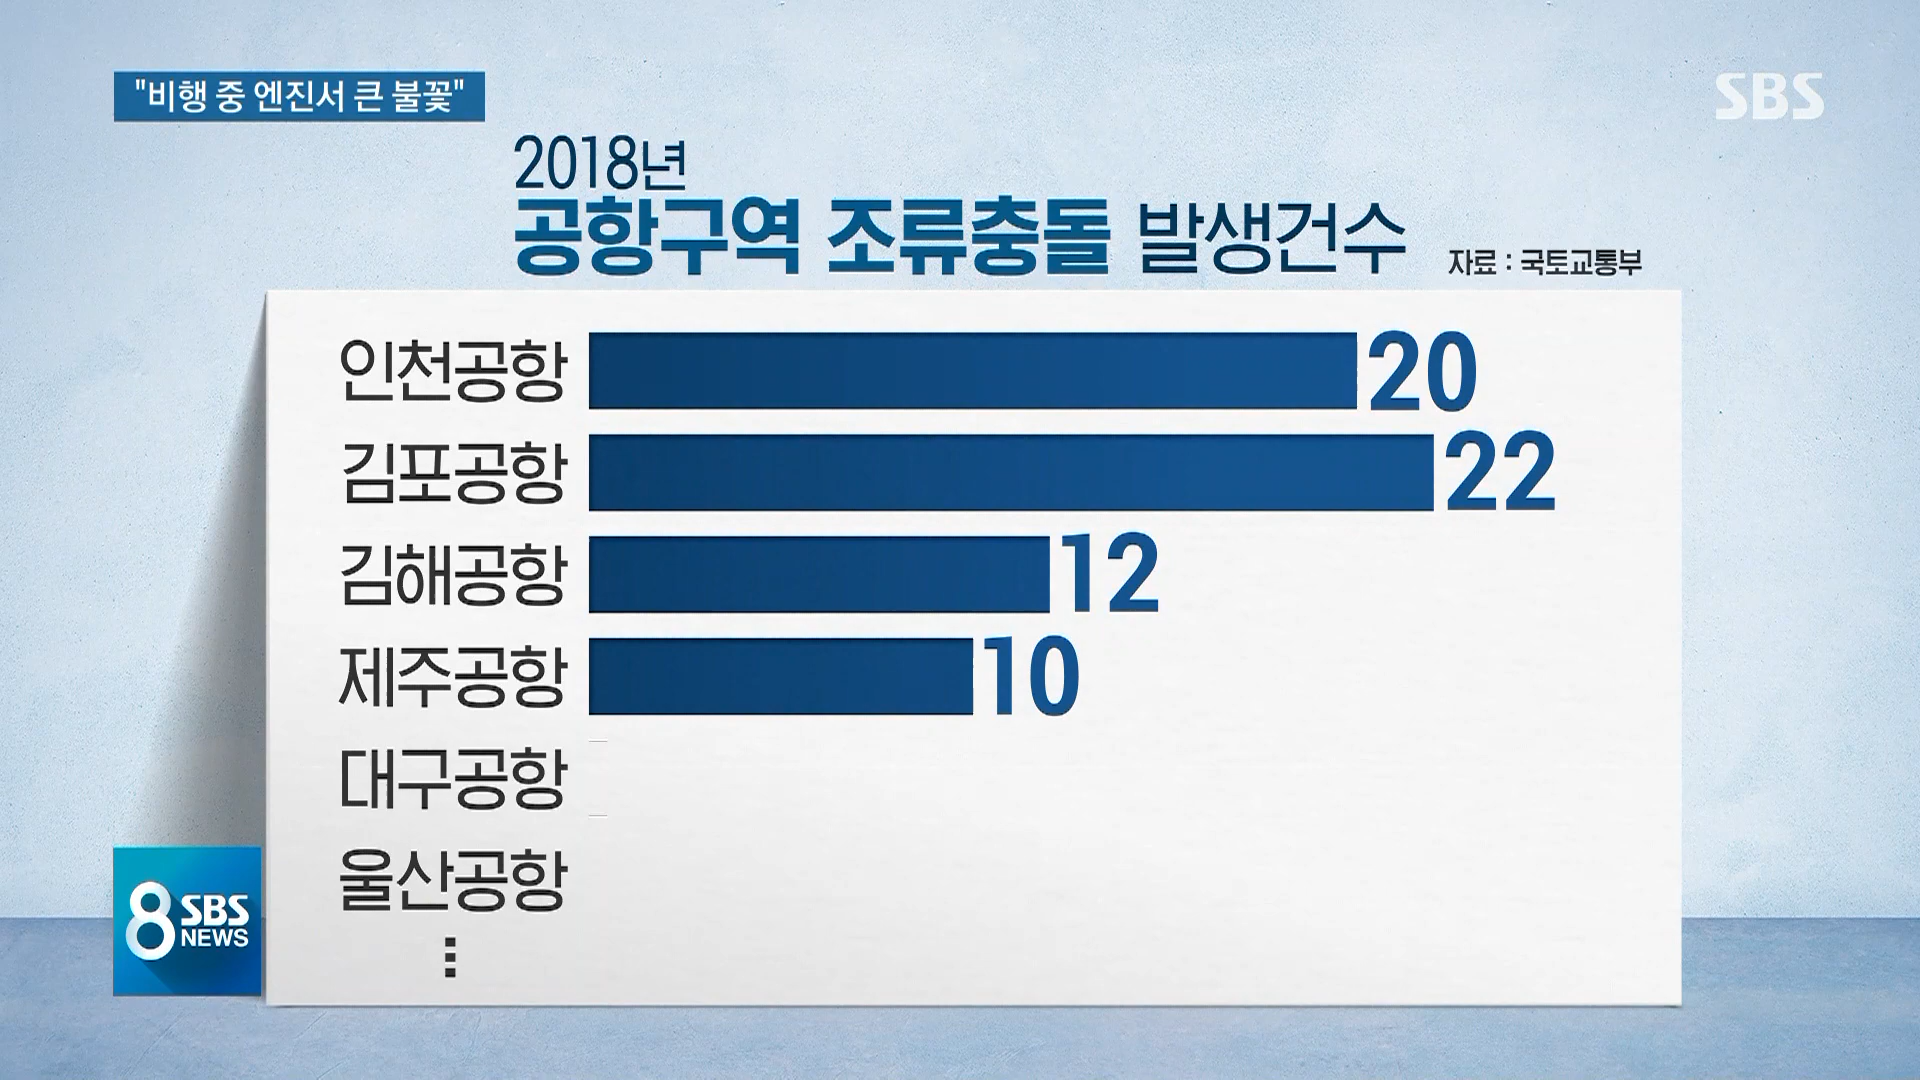 "비행 중 엔진서 큰 불꽃"
SBS
2018년
공항구역 조류충돌 발생건수
자료 : 국토교통부
인천공항 20
김포공항 22
김해공항 12
제주공항 10
대구공항
울산공항
⋮
8 SBS
NEWS